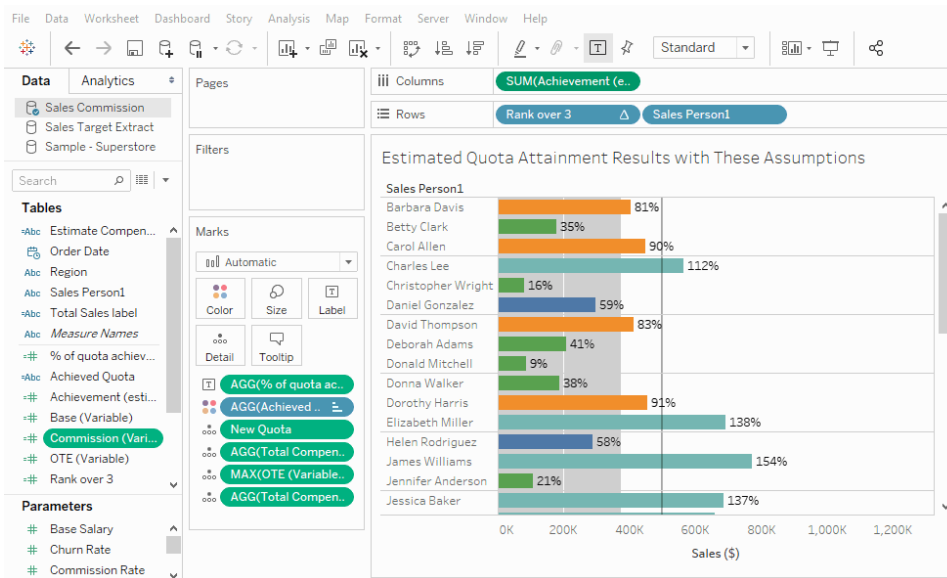 File Data Worksheet Dashboard Story Analysis Map Format Server Window Help
Standard
Data Analytics
Sales Commission
Sales Target Extract
Sample - Superstore
Search
Tables
Abc Estimate Compen...
Order Date
Abc Region
Abc Sales Person1
=Abc Total Sales label
Abc Measure Names
=# % of quota achiev...
=Abc Achieved Quota
=# Achievement (esti...
=# Base (Variable)
=# Commission (Vari...
=# OTE (Variable)
=# Rank over 3
Parameters
# Base Salary
# Churn Rate
# Commission Rate
Pages
Filters
Marks
Automatic
Color Size Label
Detail Tooltip
T AGG(% of quota ac..
AGG(Achieved ..
New Quota
AGG(Total Compen..
MAX(OTE (Variable..
AGG(Total Compen..
iii Columns SUM(Achievement (e..
Rows Rank over 3 Δ Sales Person1
Estimated Quota Attainment Results with These Assumptions
Sales Person1
Barbara Davis 81%
Betty Clark 35%
Carol Allen 90%
Charles Lee 112%
Christopher Wright 16%
Daniel Gonzalez 59%
David Thompson 83%
Deborah Adams 41%
Donald Mitchell 9%
Donna Walker 38%
Dorothy Harris 91%
Elizabeth Miller 138%
Helen Rodriguez 58%
James Williams 154%
Jennifer Anderson 21%
Jessica Baker 137%
0K 200K 400K 600K 800K 1,000K 1,200K
Sales ($)